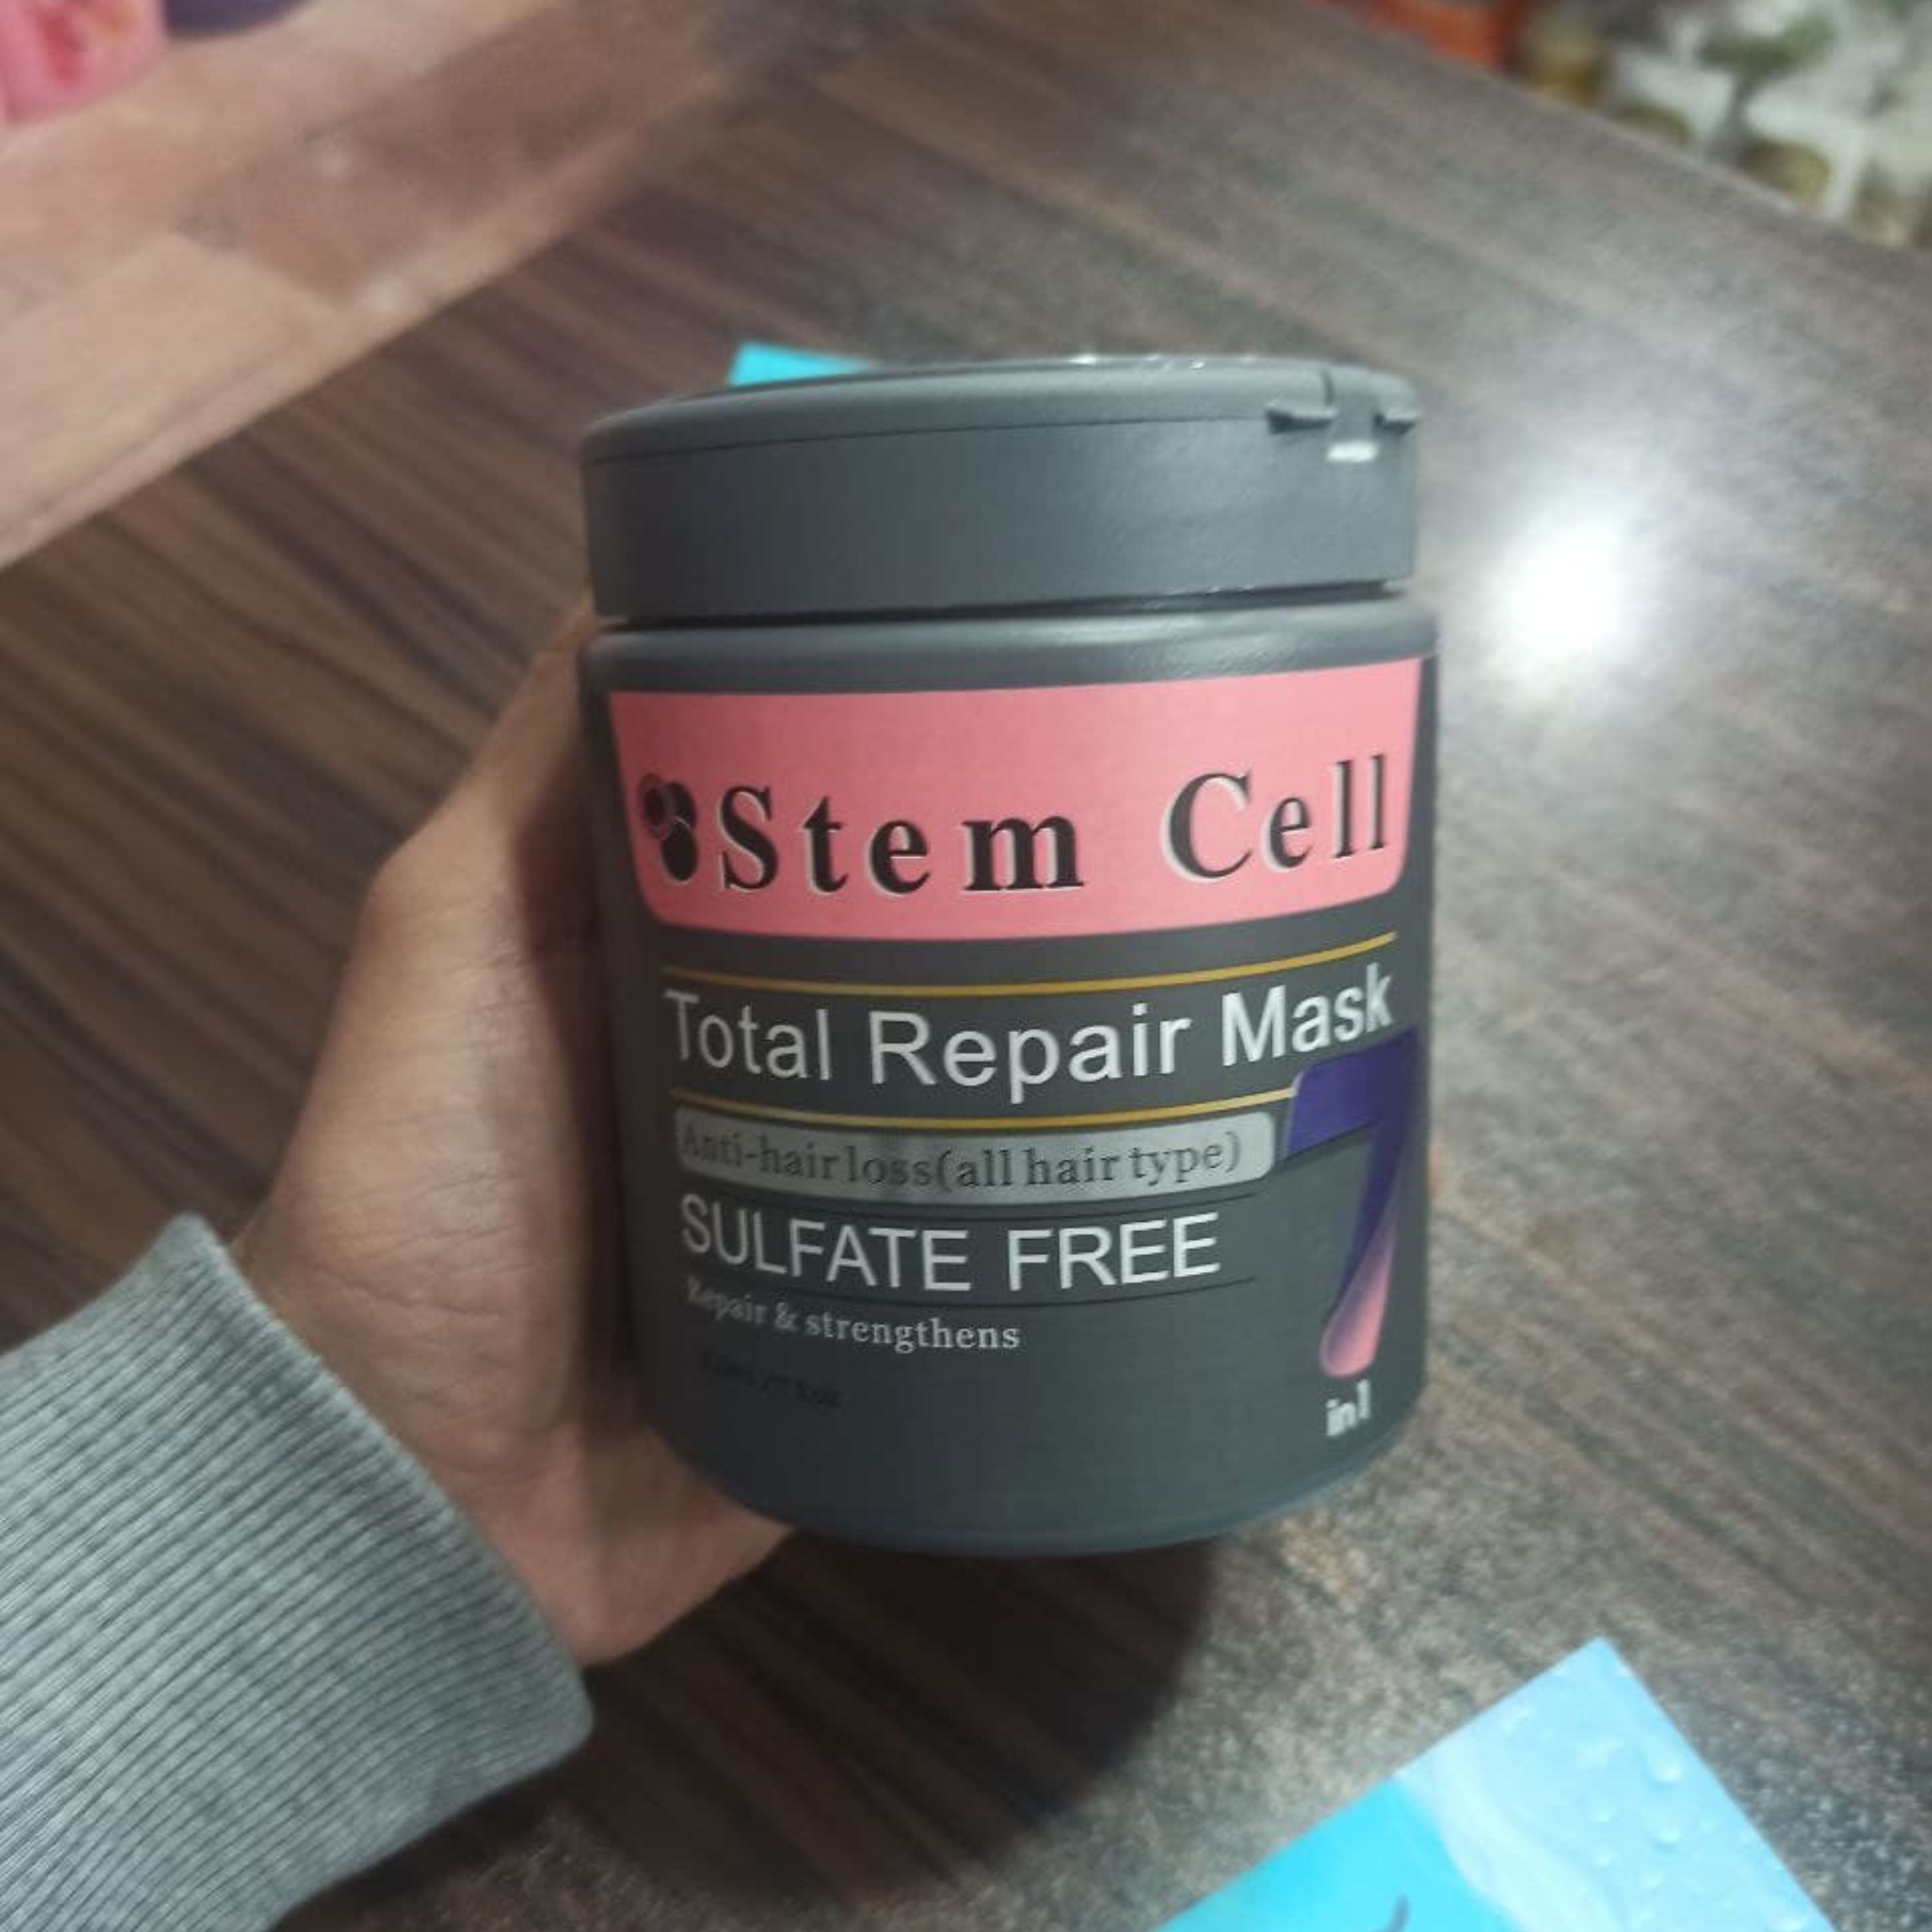 Stem Cell
Total Repair Mask
Anti-hair loss(all hair type)
SULFATE FREE
Repair & strengthens
7
in1